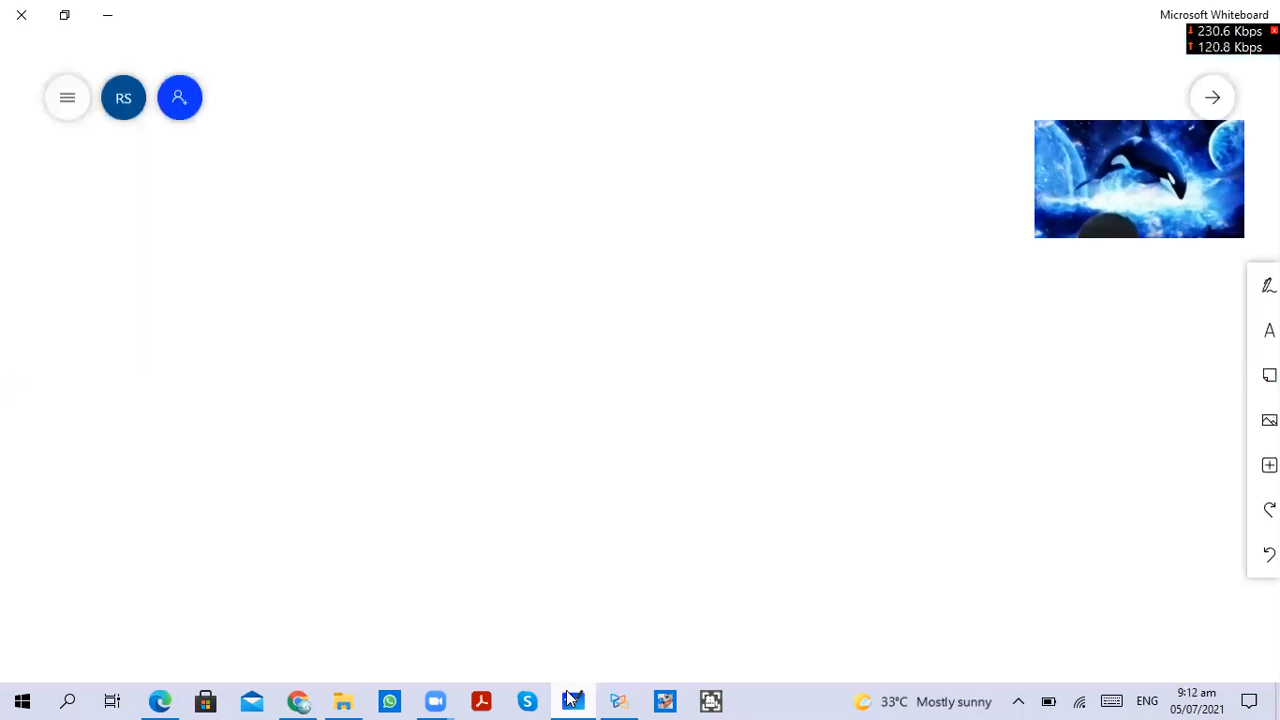 Microsoft Whiteboard
230.6 Kbps
120.8 Kbps
RS
A
33°C Mostly sunny
ENG
9:12 am
05/07/2021